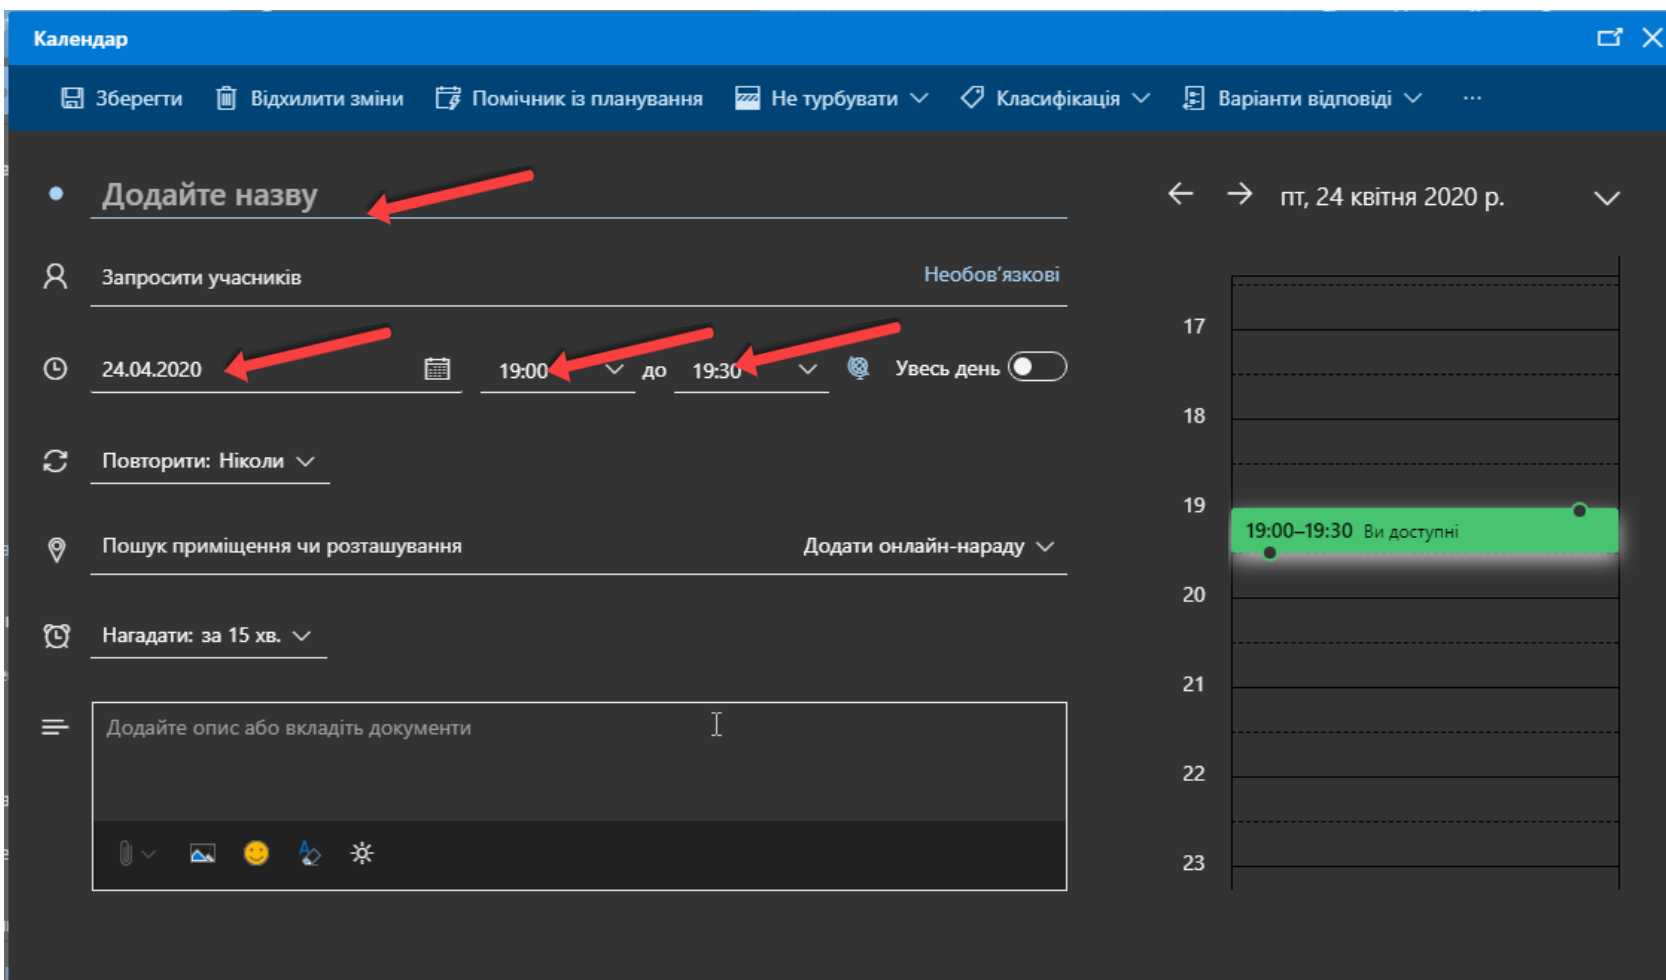 Календар
Зберегти Відхилити зміни Помічник із планування Не турбувати Класифікація Варіанти відповіді ...
Додайте назву
Запросити учасників Необов'язкові
24.04.2020 19:00 до 19:30 Увесь день
Повторити: Ніколи
Пошук приміщення чи розташування Додати онлайн-нараду
Нагадати: за 15 хв.
Додайте опис або вкладіть документи
пт, 24 квітня 2020 р.
17
18
19
19:00–19:30 Ви доступні
20
21
22
23